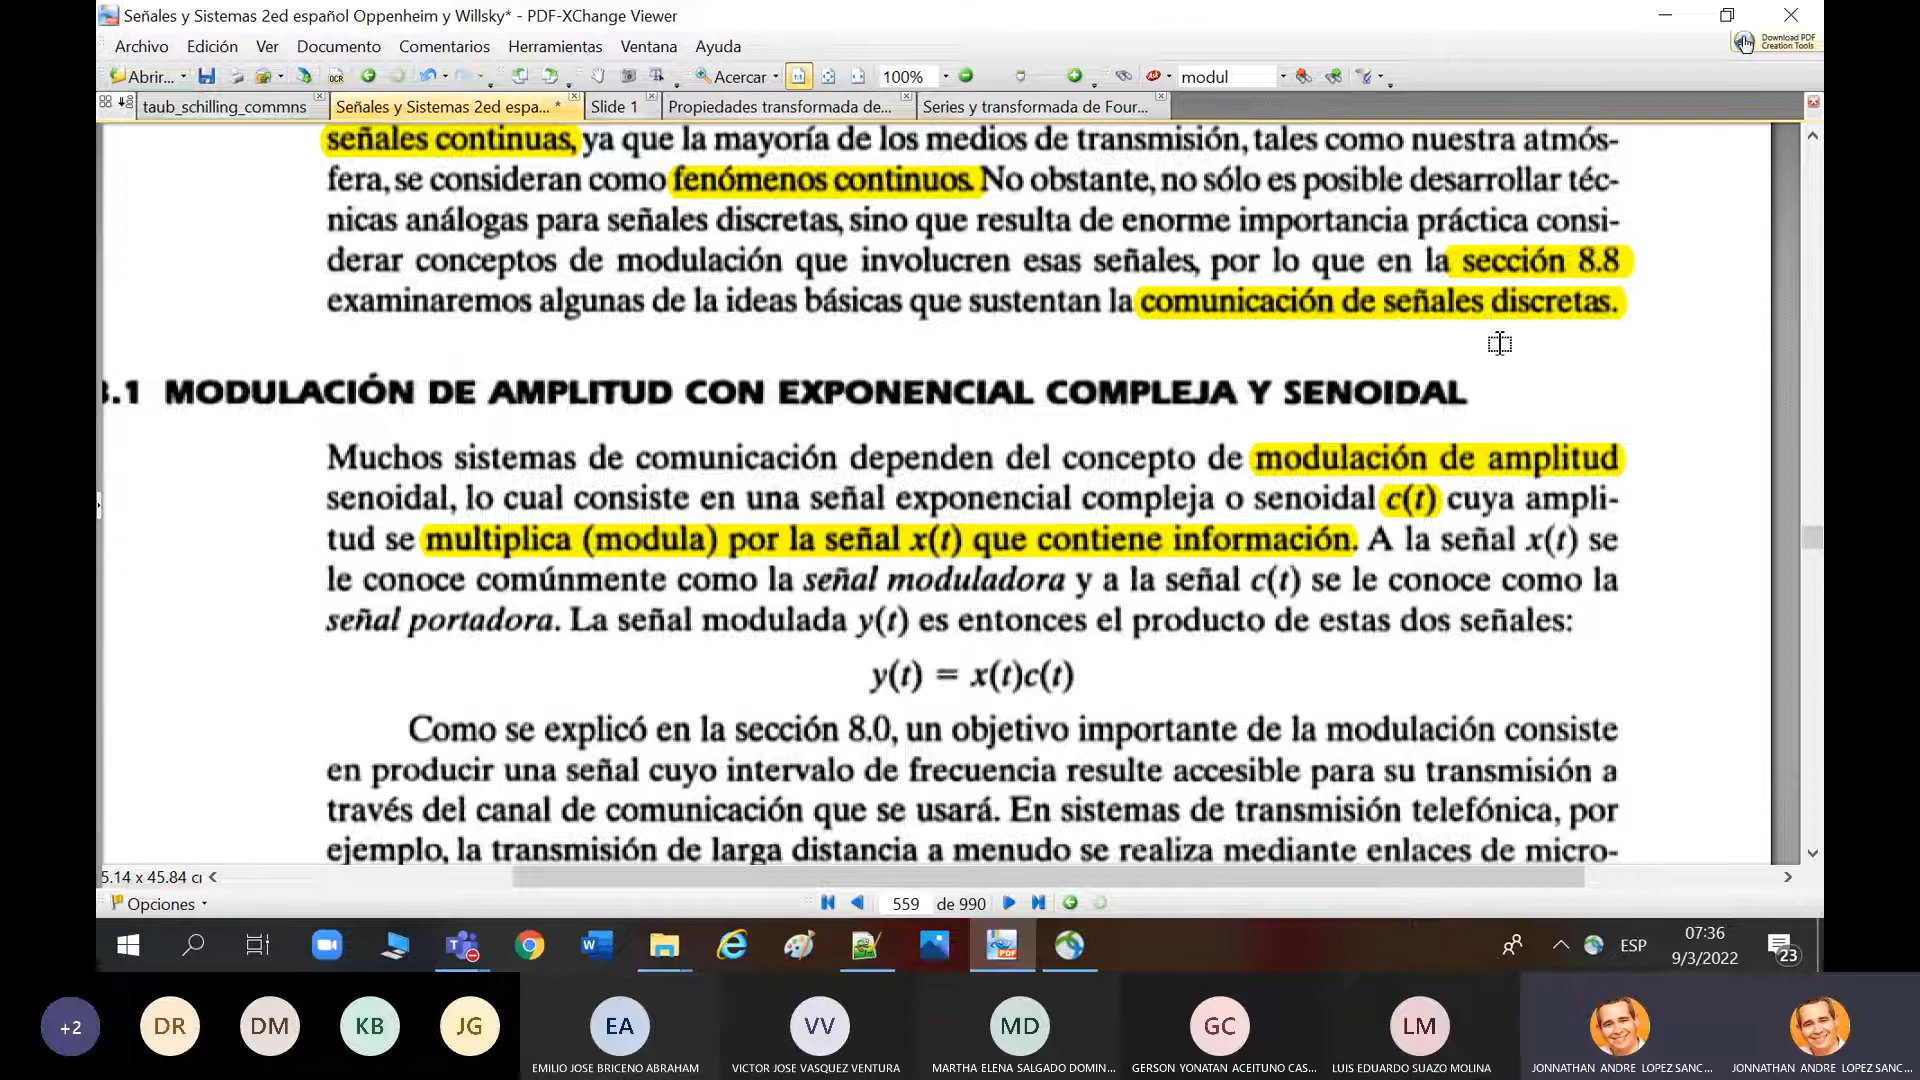 Señales y Sistemas 2ed español Oppenheim y Willsky* - PDF-XChange Viewer
Archivo Edición Ver Documento Comentarios Herramientas Ventana Ayuda
Download PDF
Creation Tools
Abrir... OCR Acercar 100% modul
taub_schilling_commns Señales y Sistemas 2ed espa... * Slide 1 Propiedades transformada de... Series y transformada de Four...
señales continuas, ya que la mayoría de los medios de transmisión, tales como nuestra atmós-
fera, se consideran como fenómenos continuos. No obstante, no sólo es posible desarrollar téc-
nicas análogas para señales discretas, sino que resulta de enorme importancia práctica consi-
derar conceptos de modulación que involucren esas señales, por lo que en la sección 8.8
examinaremos algunas de la ideas básicas que sustentan la comunicación de señales discretas.
.1 MODULACIÓN DE AMPLITUD CON EXPONENCIAL COMPLEJA Y SENOIDAL
Muchos sistemas de comunicación dependen del concepto de modulación de amplitud
senoidal, lo cual consiste en una señal exponencial compleja o senoidal c(t) cuya ampli-
tud se multiplica (modula) por la señal x(t) que contiene información. A la señal x(t) se
le conoce comúnmente como la señal moduladora y a la señal c(t) se le conoce como la
señal portadora. La señal modulada y(t) es entonces el producto de estas dos señales:
y(t) = x(t)c(t)
Como se explicó en la sección 8.0, un objetivo importante de la modulación consiste
en producir una señal cuyo intervalo de frecuencia resulte accesible para su transmisión a
través del canal de comunicación que se usará. En sistemas de transmisión telefónica, por
ejemplo, la transmisión de larga distancia a menudo se realiza mediante enlaces de micro-
5.14 x 45.84 cı
Opciones 559 de 990
ESP 07:36
9/3/2022 23
+2 DR DM KB JG EA VV MD GC LM
EMILIO JOSE BRICENO ABRAHAM VICTOR JOSE VASQUEZ VENTURA MARTHA ELENA SALGADO DOMIN... GERSON YONATAN ACEITUNO CAS... LUIS EDUARDO SUAZO MOLINA JONNATHAN ANDRE LOPEZ SANC... JONNATHAN ANDRE LOPEZ SANC...